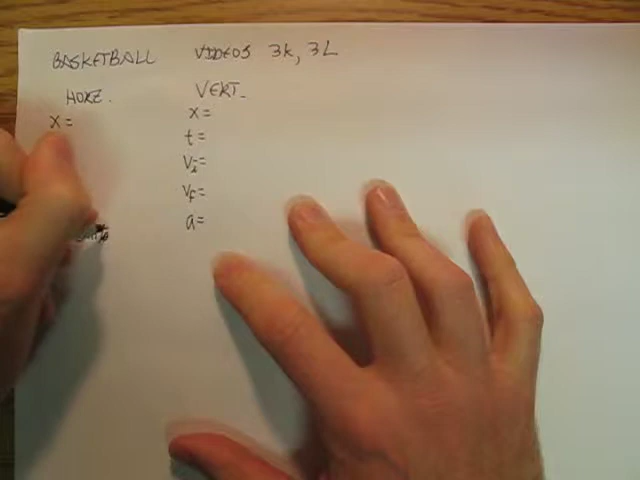 BASKETBALL VIDEOS 3k, 3L
HORZ. VERT.
x= x=
t=
Vi=
Vf=
a=